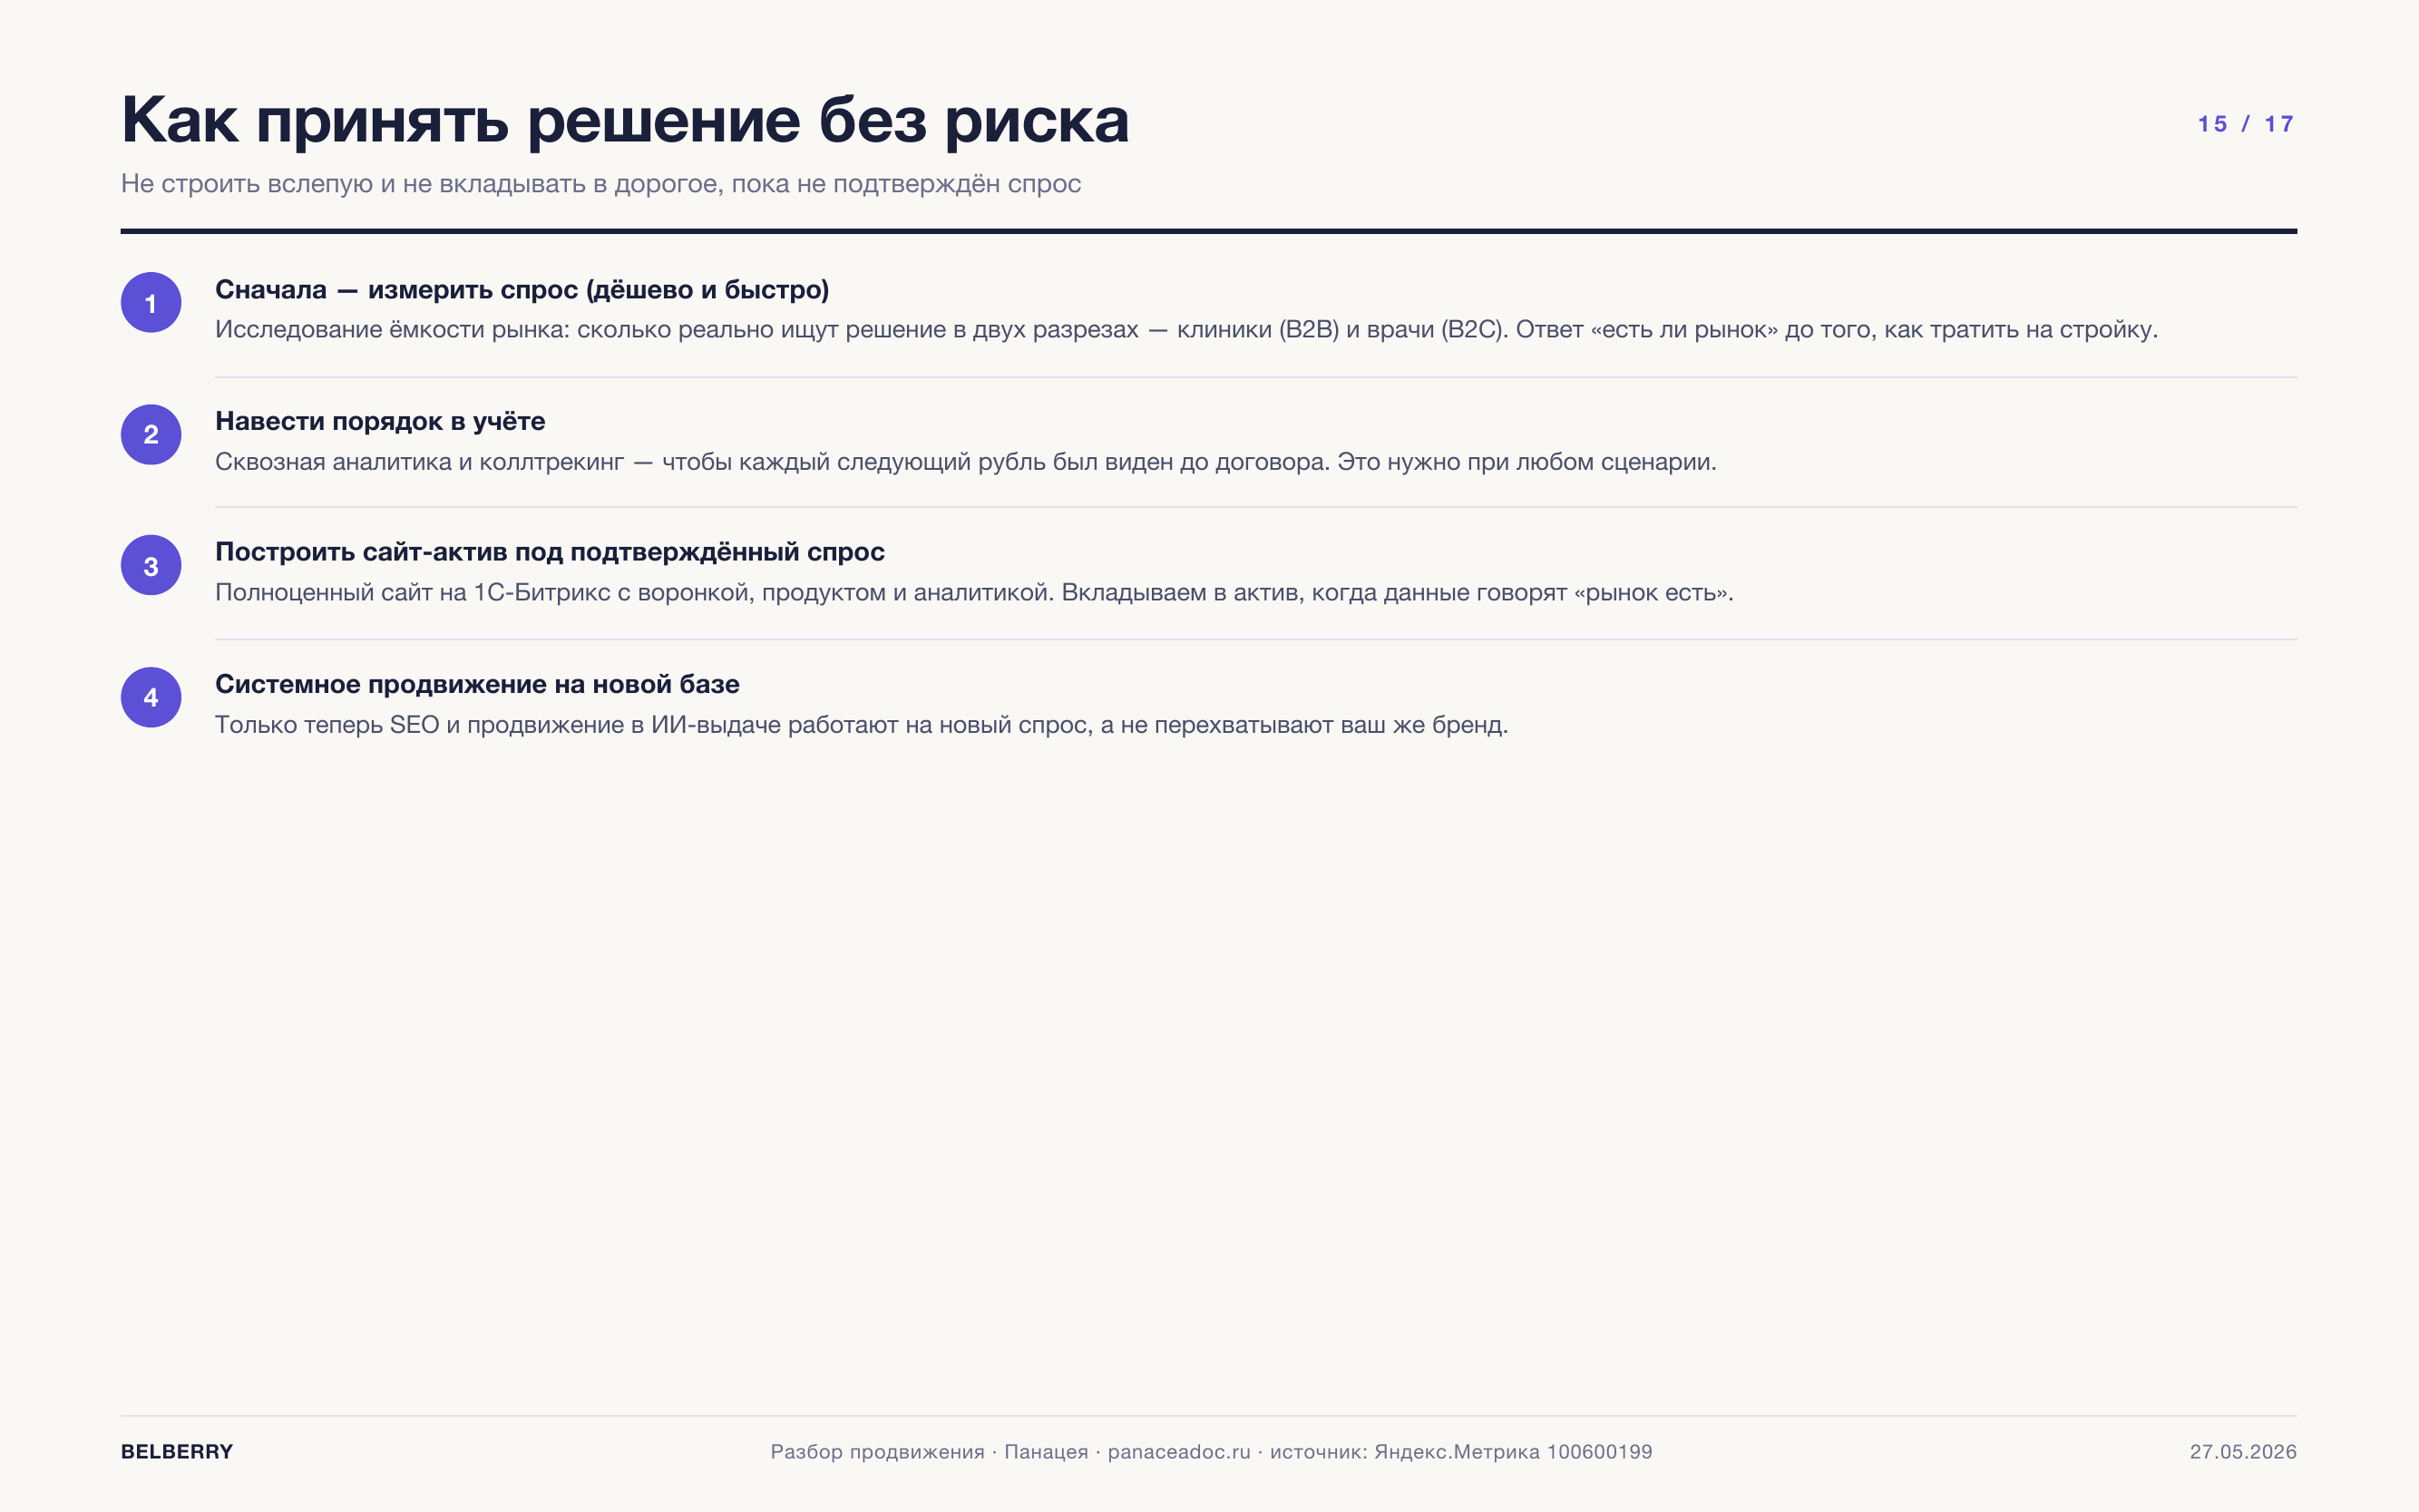 Как принять решение без риска
15 / 17
Не строить вслепую и не вкладывать в дорогое, пока не подтверждён спрос
1
Сначала — измерить спрос (дёшево и быстро)
Исследование ёмкости рынка: сколько реально ищут решение в двух разрезах — клиники (B2B) и врачи (B2C). Ответ «есть ли рынок» до того, как тратить на стройку.
2
Навести порядок в учёте
Сквозная аналитика и коллтрекинг — чтобы каждый следующий рубль был виден до договора. Это нужно при любом сценарии.
3
Построить сайт-актив под подтверждённый спрос
Полноценный сайт на 1С-Битрикс с воронкой, продуктом и аналитикой. Вкладываем в актив, когда данные говорят «рынок есть».
4
Системное продвижение на новой базе
Только теперь SEO и продвижение в ИИ-выдаче работают на новый спрос, а не перехватывают ваш же бренд.
BELBERRY
Разбор продвижения · Панацея · panaceadoc.ru · источник: Яндекс.Метрика 100600199
27.05.2026